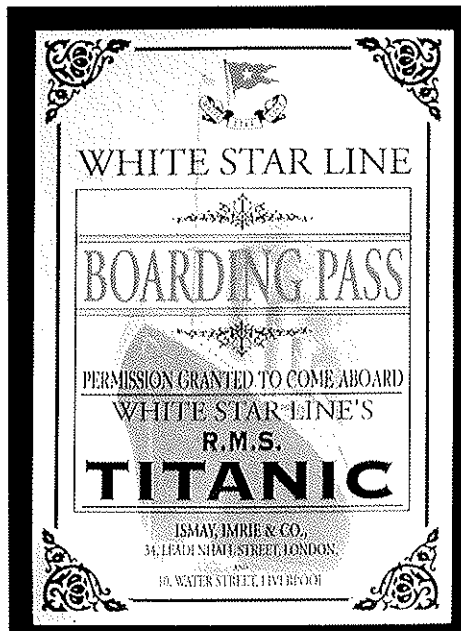 WHITE STAR LINE
BOARDING PASS
PERMISSION GRANTED TO COME ABOARD
WHITE STAR LINE'S
R.M.S.
TITANIC
ISMAY, IMRIE & CO.,
34, LEADENHALL STREET, LONDON,
AND
10, WATER STREET, LIVERPOOL